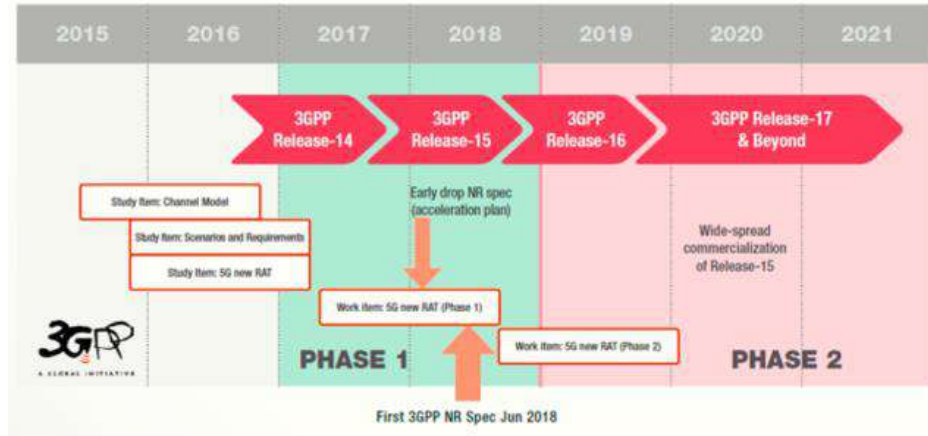 2015 2016 2017 2018 2019 2020 2021
3GPP
Release-14
3GPP
Release-15
3GPP
Release-16
3GPP Release-17
& Beyond
Study Item: Channel Model
Study Item: Scenarios and Requirements
Study Item: 5G new RAT
Early drop NR spec
(acceleration plan)
Wide-spread
commercialization
of Release-15
Work item: 5G new RAT (Phase 1)
Work item: 5G new RAT (Phase 2)
3GPP
A GLOBAL INITIATIVE
PHASE 1
PHASE 2
First 3GPP NR Spec Jun 2018